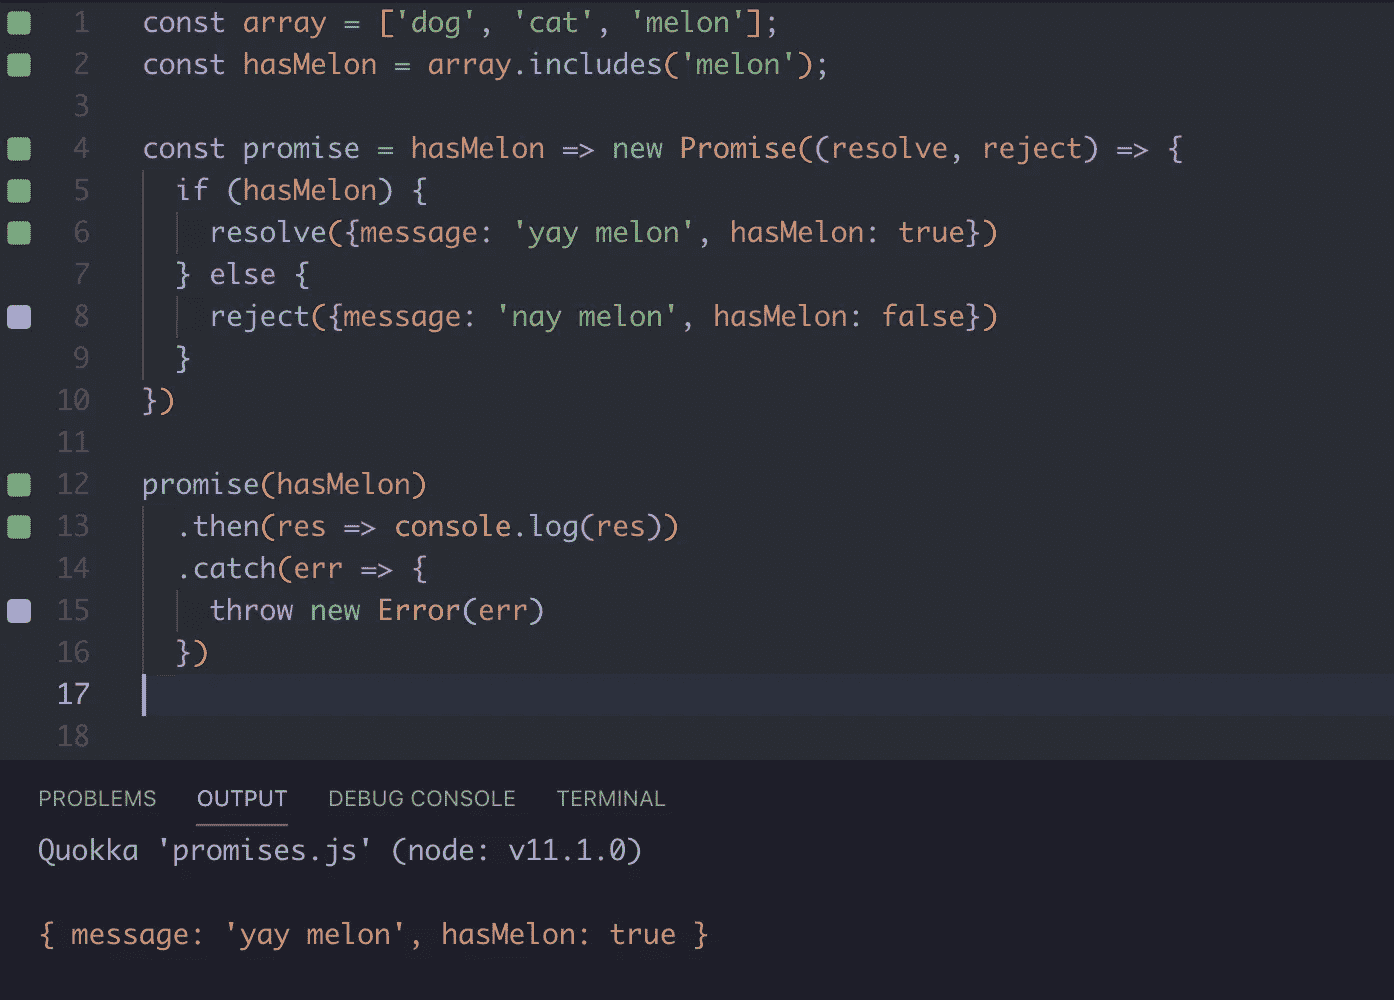 1 const array = ['dog', 'cat', 'melon'];
2 const hasMelon = array.includes('melon');
3
4 const promise = hasMelon => new Promise((resolve, reject) => {
5   if (hasMelon) {
6     resolve({message: 'yay melon', hasMelon: true})
7   } else {
8     reject({message: 'nay melon', hasMelon: false})
9   }
10 })
11
12 promise(hasMelon)
13   .then(res => console.log(res))
14   .catch(err => {
15     throw new Error(err)
16   })
17
18
PROBLEMS OUTPUT DEBUG CONSOLE TERMINAL
Quokka 'promises.js' (node: v11.1.0)
{ message: 'yay melon', hasMelon: true }